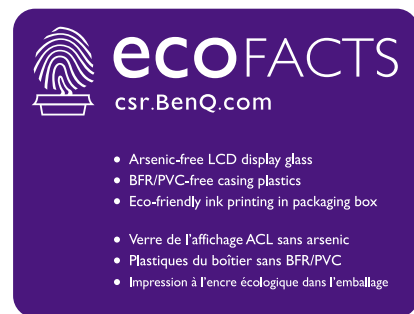 ecoFACTS
csr.BenQ.com
• Arsenic-free LCD display glass
• BFR/PVC-free casing plastics
• Eco-friendly ink printing in packaging box
• Verre de l'affichage ACL sans arsenic
• Plastiques du boîtier sans BFR/PVC
• Impression à l'encre écologique dans l'emballage